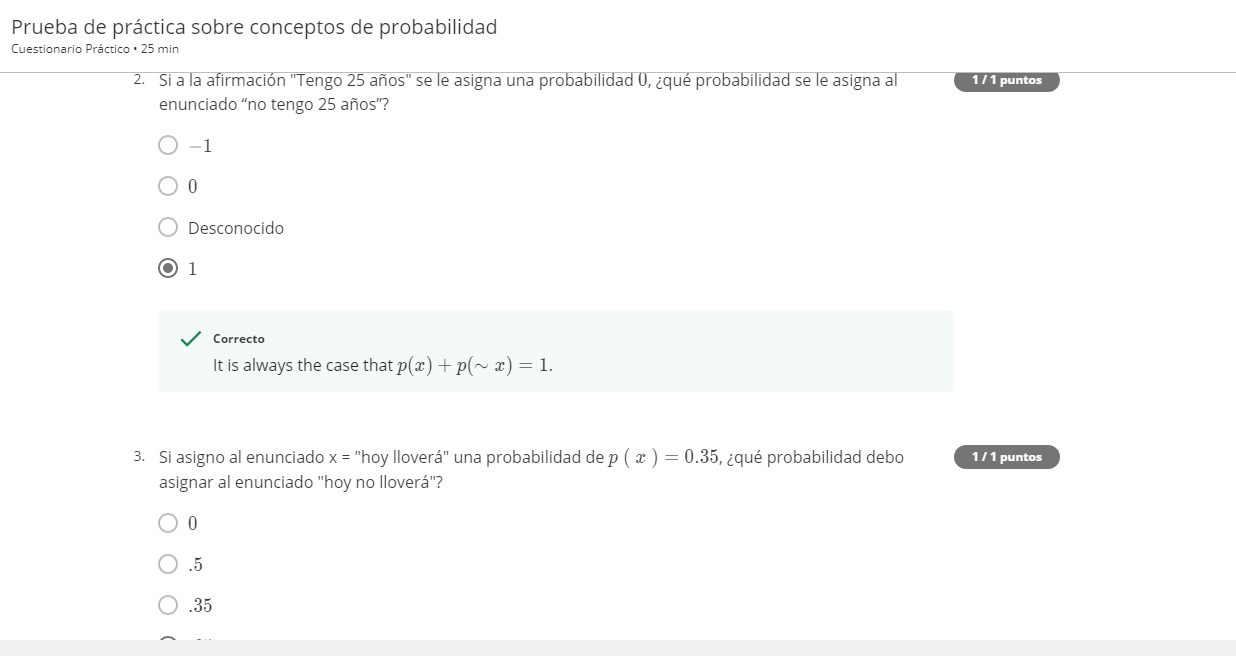 Prueba de práctica sobre conceptos de probabilidad
Cuestionario Práctico • 25 min
2. Si a la afirmación "Tengo 25 años" se le asigna una probabilidad 0, ¿qué probabilidad se le asigna al
enunciado “no tengo 25 años”?
1 / 1 puntos
−1
0
Desconocido
1
Correcto
It is always the case that p(x) + p(∼ x) = 1.
3. Si asigno al enunciado x = "hoy lloverá" una probabilidad de p ( x ) = 0.35, ¿qué probabilidad debo
asignar al enunciado "hoy no lloverá"?
1 / 1 puntos
0
.5
.35